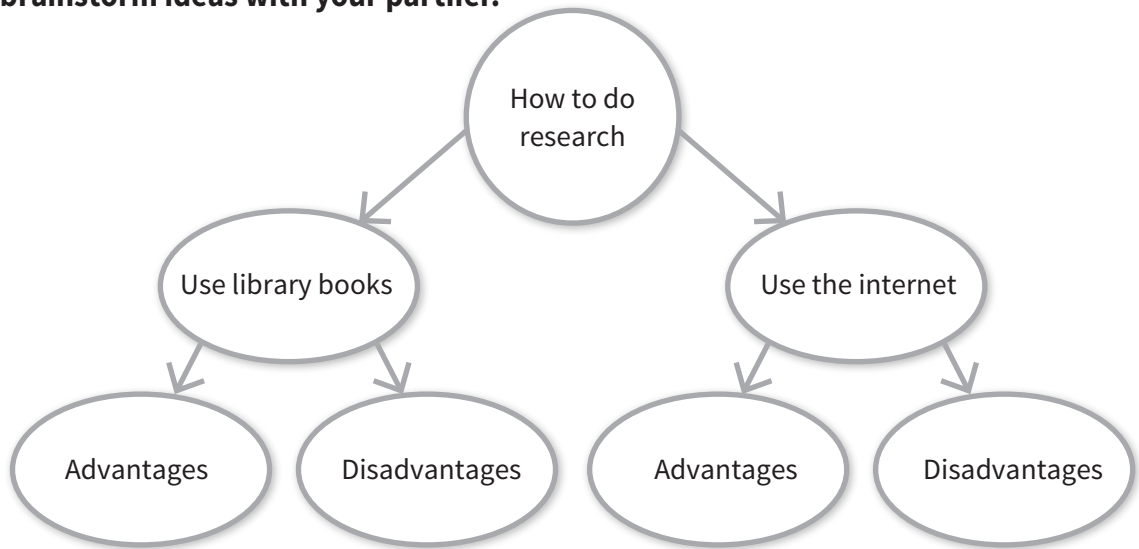 brainstorm ideas with your partner.
How to do
research
Use library books
Use the internet
Advantages
Disadvantages
Advantages
Disadvantages